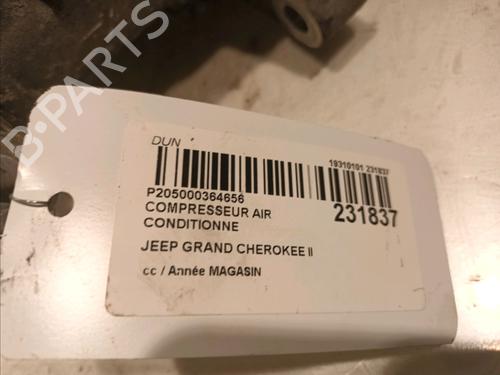 DUN
19310101 231837
P205000364656
COMPRESSEUR AIR
CONDITIONNE
231837
JEEP GRAND CHEROKEE II
cc / Année MAGASIN
B-PARTS